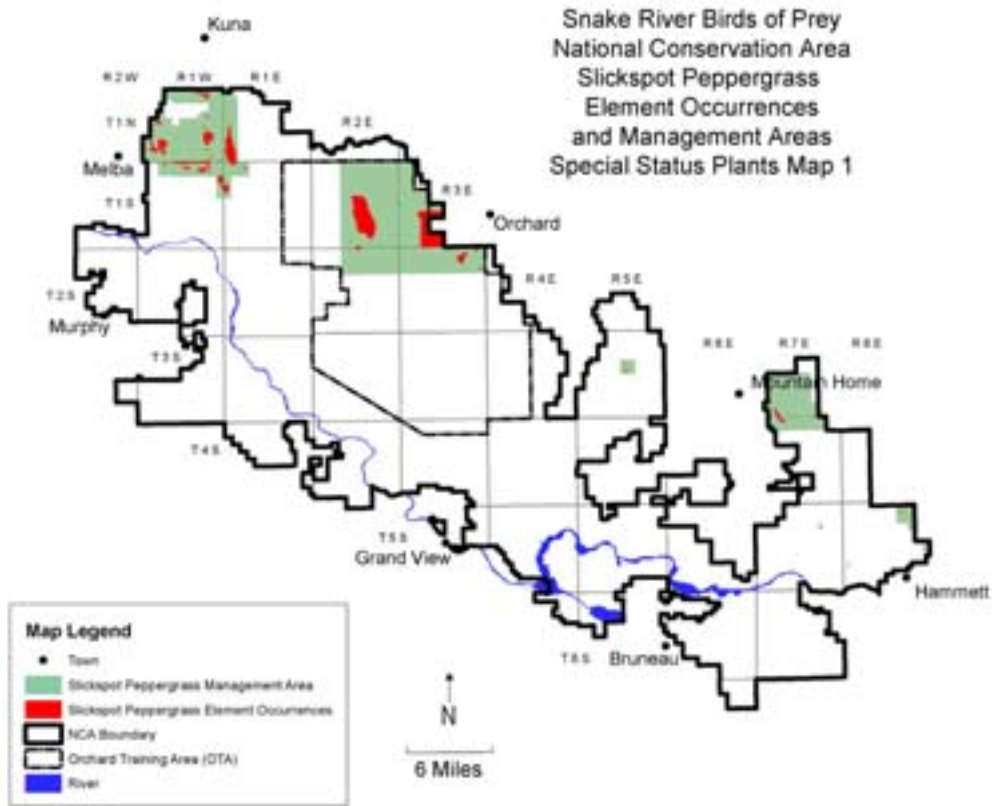 Snake River Birds of Prey
National Conservation Area
Slickspot Peppergrass
Element Occurrences
and Management Areas
Special Status Plants Map 1
Kuna
R2W R1W R1E
T1N
R2E
Melba
T1S
R3E
Orchard
T2S
Murphy
R4E
R5E
T3S
R6E R7E R8E
Mountain Home
T4S
T5S
Grand View
Hammett
T6S Bruneau
Map Legend
Town
Slickspot Peppergrass Management Area
Slickspot Peppergrass Element Occurrences
NCA Boundary
Orchard Training Area (OTA)
River
N
6 Miles